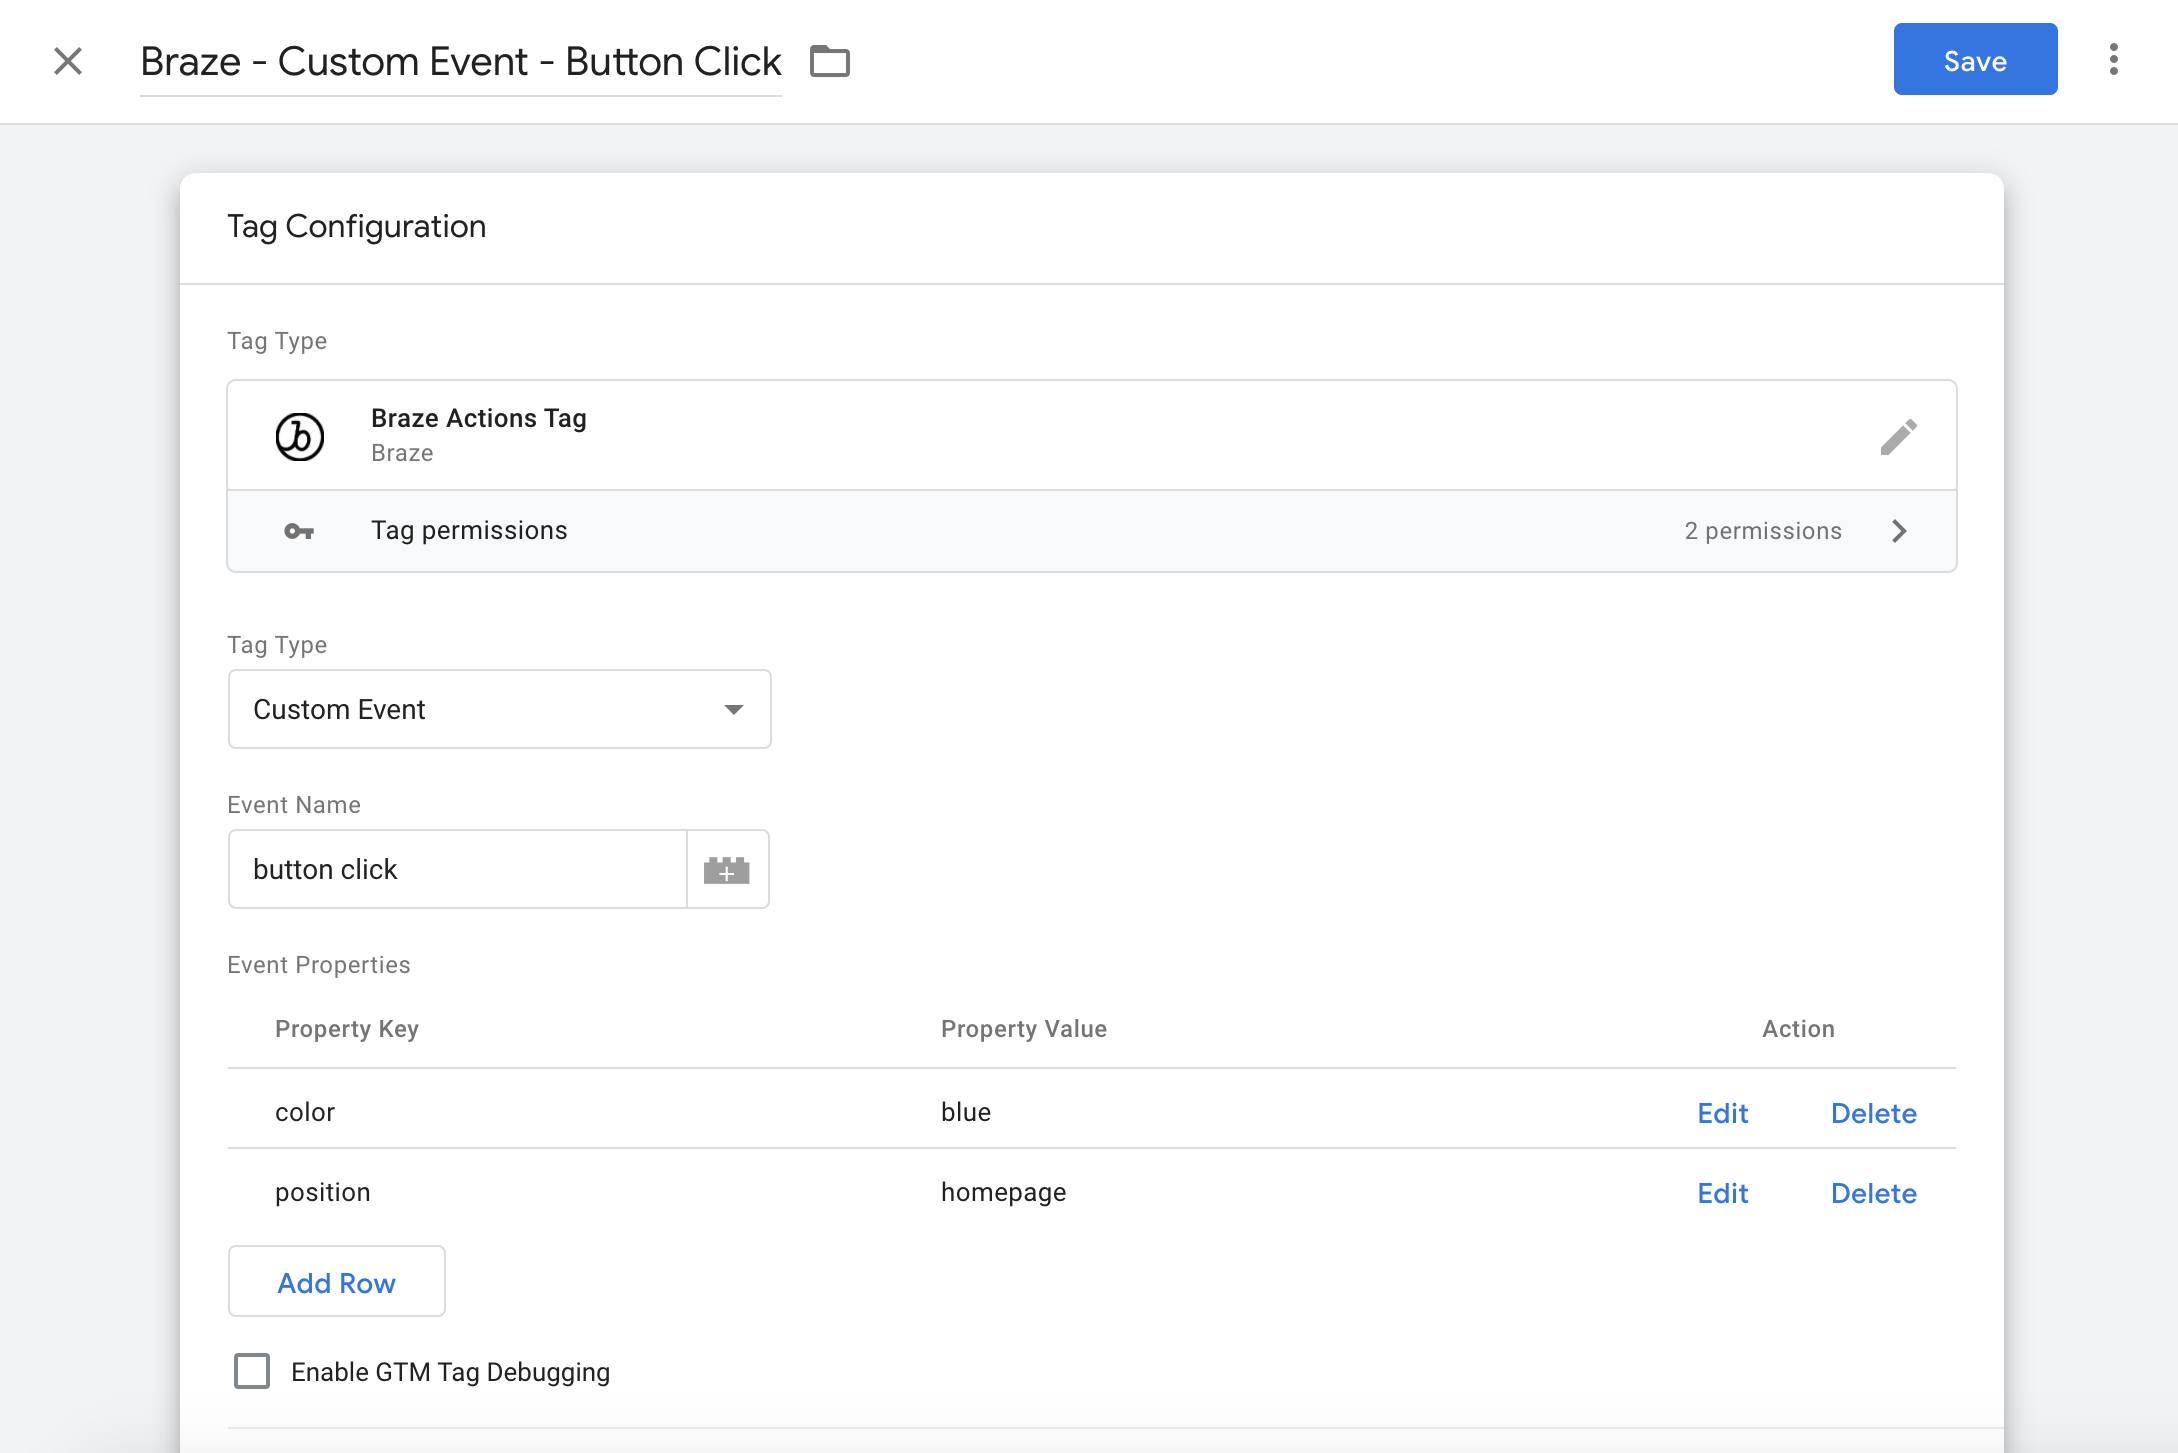 Braze - Custom Event - Button Click
Save
Tag Configuration
Tag Type
Braze Actions Tag
Braze
Tag permissions
2 permissions
Tag Type
Custom Event
Event Name
button click
Event Properties
Property Key Property Value Action
color blue Edit Delete
position homepage Edit Delete
Add Row
Enable GTM Tag Debugging